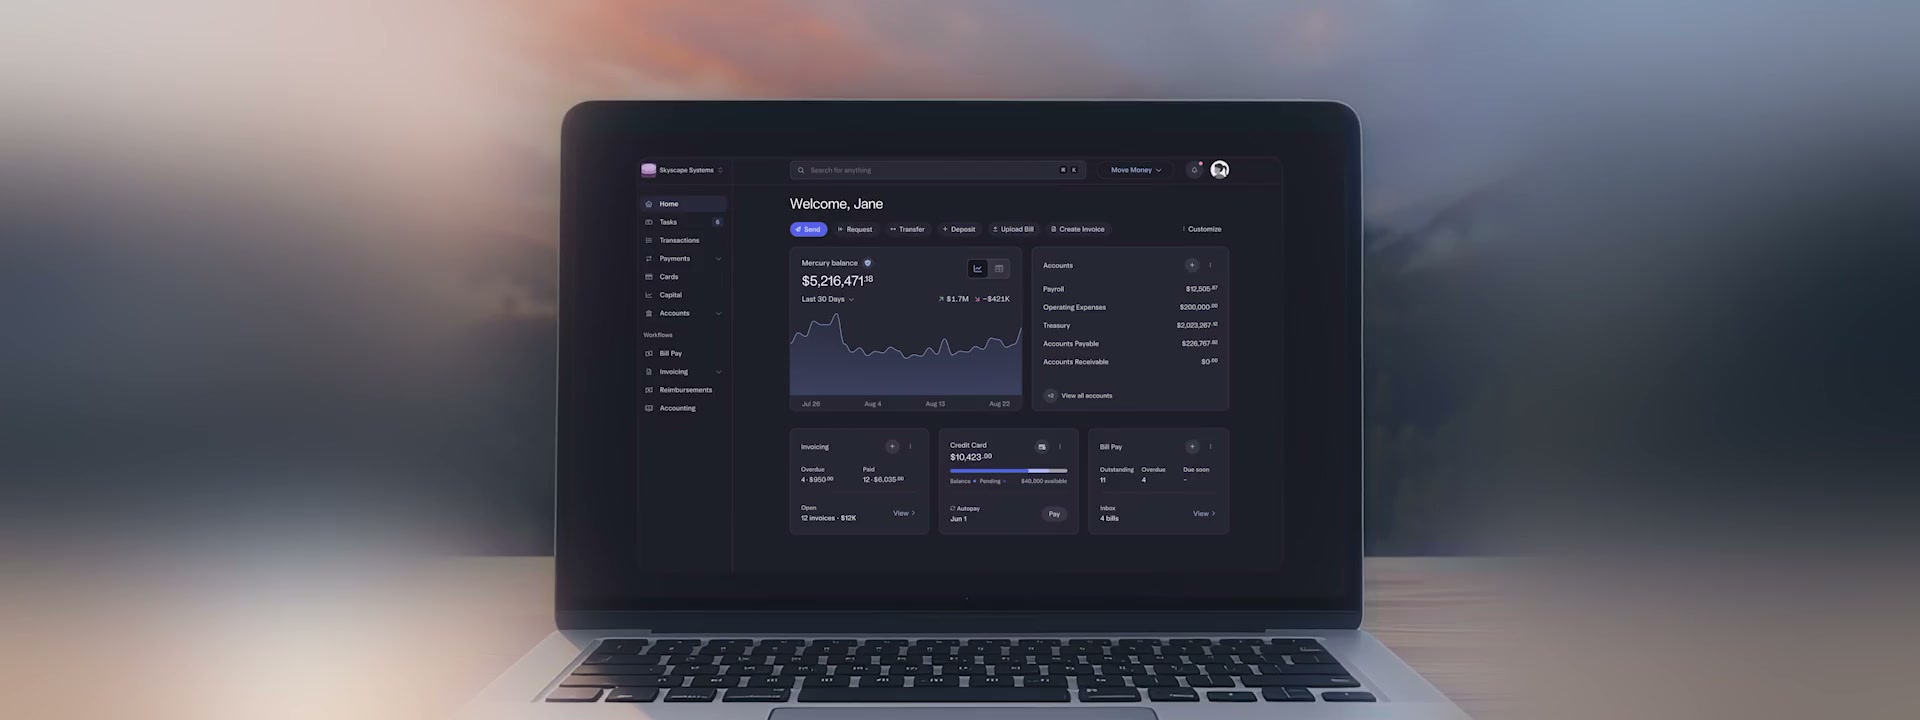 Skyscape Systems
Search for anything
⌘ K
Move Money
Home
Tasks 6
Transactions
Payments
Cards
Capital
Accounts
Workflows
Bill Pay
Invoicing
Reimbursements
Accounting
Welcome, Jane
Send
Request
Transfer
Deposit
Upload Bill
Create Invoice
Customize
Mercury balance
$5,216,471.18
Last 30 Days
$1.7M −$421K
Jul 26 Aug 4 Aug 13 Aug 22
Accounts
Payroll $12,505.87
Operating Expenses $200,000.00
Treasury $2,023,267.12
Accounts Payable $226,767.82
Accounts Receivable $0.00
+2 View all accounts
Invoicing
Overdue Paid
4 · $950.00 12 · $6,035.00
Open
12 invoices · $12K
View
Credit Card
$10,423.00
Balance Pending $40,000 available
Autopay
Jun 1
Pay
Bill Pay
Outstanding Overdue Due soon
11 4 –
Inbox
4 bills
View